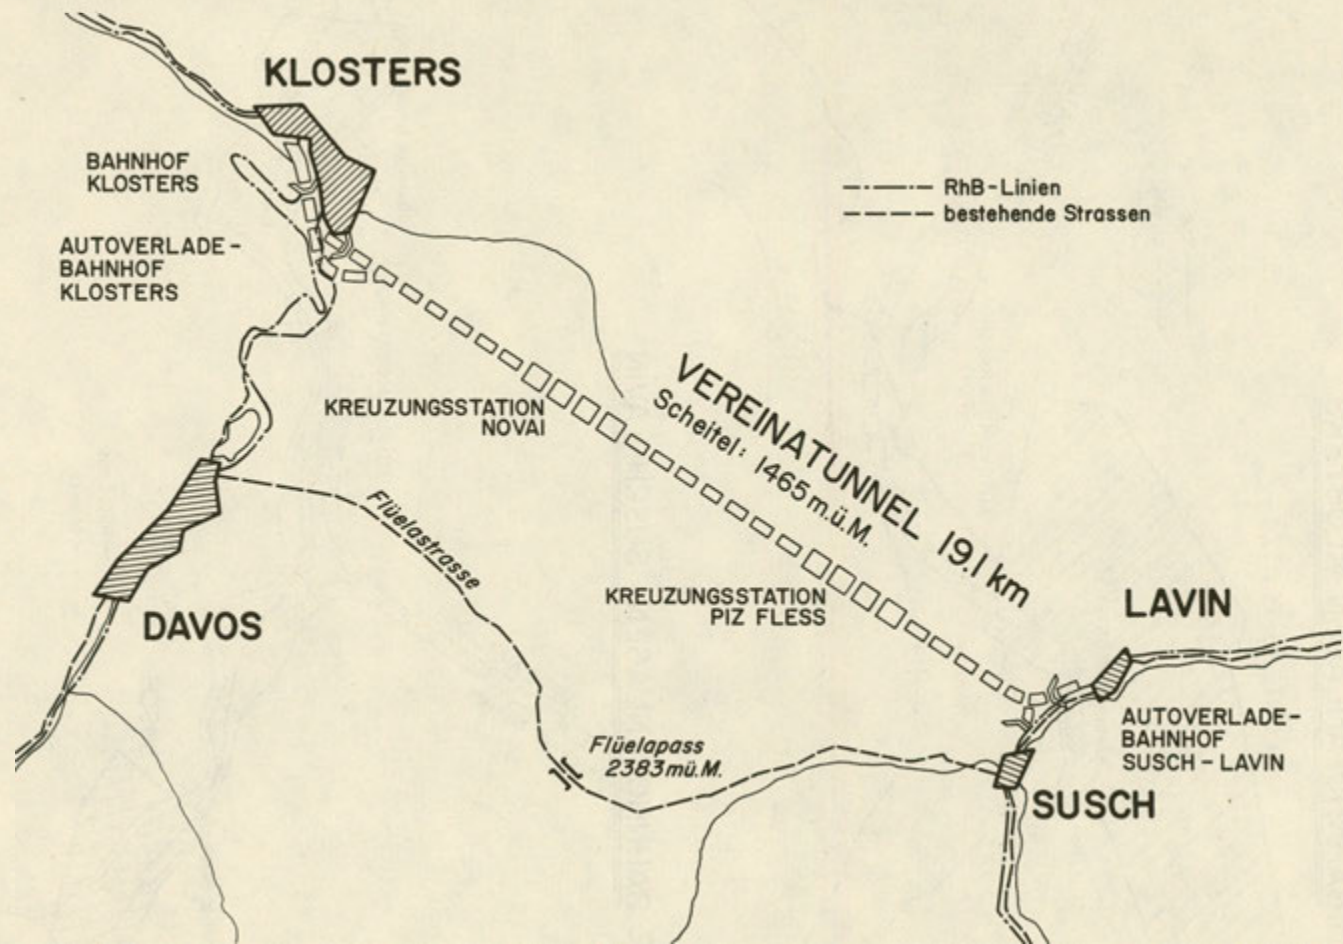 KLOSTERS
BAHNHOF
KLOSTERS
AUTOVERLADE-
BAHNHOF
KLOSTERS
RhB-Linien
bestehende Strassen
KREUZUNGSSTATION
NOVAI
VEREINATUNNEL 19.1 km
Scheitel: 1465 m.ü.M.
Flüelastrasse
DAVOS
KREUZUNGSSTATION
PIZ FLESS
LAVIN
AUTOVERLADE-
BAHNHOF
SUSCH-LAVIN
Flüelapass
2383 mü.M.
SUSCH